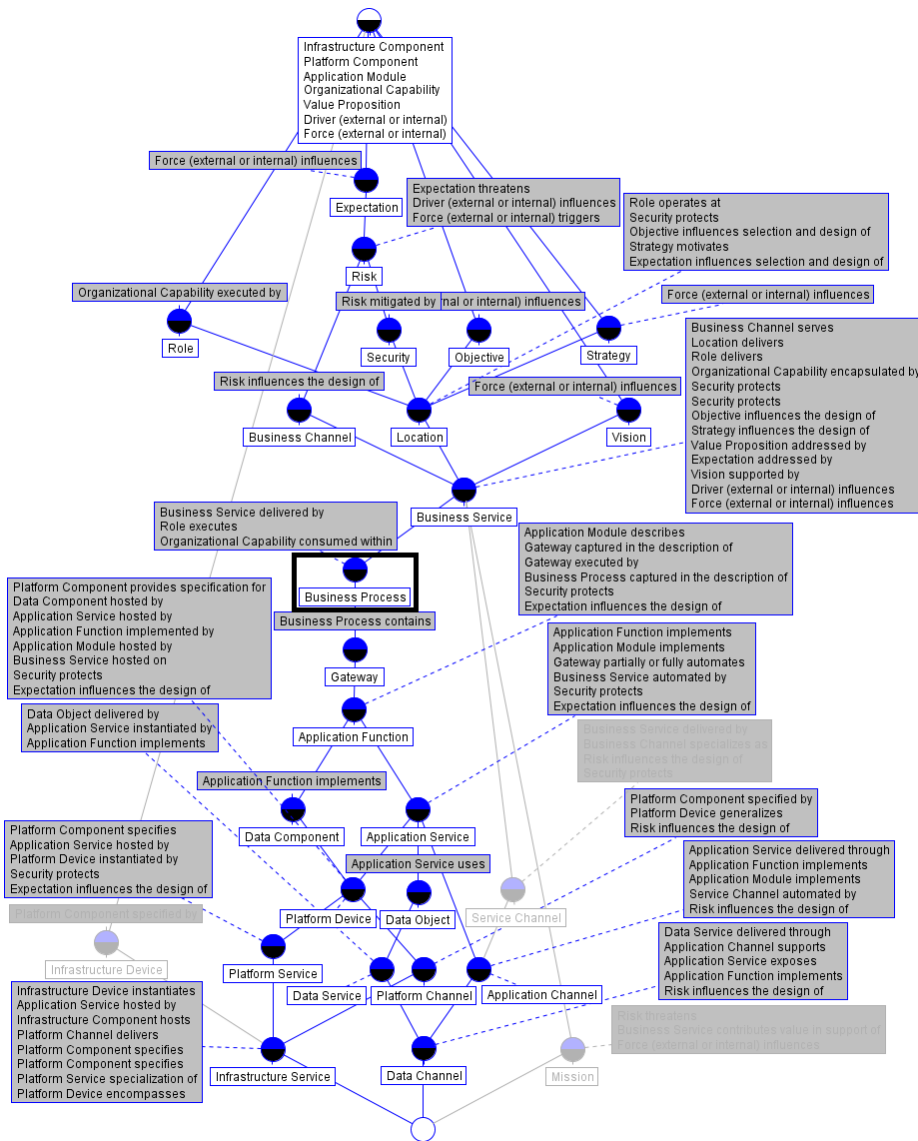 Infrastructure Component
Platform Component
Application Module
Organizational Capability
Value Proposition
Driver (external or internal)
Force (external or internal)
Force (external or internal) influences
Expectation
Expectation threatens
Driver (external or internal) influences
Force (external or internal) triggers
Role operates at
Security protects
Objective influences selection and design of
Strategy motivates
Expectation influences selection and design of
Risk
Organizational Capability executed by
Risk mitigated by
nal or internal) influences
Force (external or internal) influences
Role
Security
Objective
Strategy
Business Channel serves
Location delivers
Role delivers
Organizational Capability encapsulated by
Security protects
Security protects
Objective influences the design of
Strategy influences the design of
Value Proposition addressed by
Expectation addressed by
Vision supported by
Driver (external or internal) influences
Force (external or internal) influences
Risk influences the design of
Force (external or internal) influences
Business Channel
Location
Vision
Business Service delivered by
Role executes
Organizational Capability consumed within
Business Service
Application Module describes
Gateway captured in the description of
Gateway executed by
Business Process captured in the description of
Security protects
Expectation influences the design of
Business Process
Platform Component provides specification for
Data Component hosted by
Application Service hosted by
Application Function implemented by
Application Module hosted by
Business Service hosted on
Security protects
Expectation influences the design of
Business Process contains
Gateway
Application Function implements
Application Module implements
Gateway partially or fully automates
Business Service automated by
Security protects
Expectation influences the design of
Data Object delivered by
Application Service instantiated by
Application Function implements
Application Function
Business Service delivered by
Business Channel specializes as
Risk influences the design of
Security protects
Application Function implements
Data Component
Application Service
Platform Component specified by
Platform Device generalizes
Risk influences the design of
Platform Component specifies
Application Service hosted by
Platform Device instantiated by
Security protects
Expectation influences the design of
Application Service uses
Application Service delivered through
Application Function implements
Application Module implements
Service Channel automated by
Risk influences the design of
Platform Device
Data Object
Service Channel
Platform Component specified by
Infrastructure Device
Platform Service
Data Service
Platform Channel
Application Channel
Data Service delivered through
Application Channel supports
Application Service exposes
Application Function implements
Risk influences the design of
Infrastructure Device instantiates
Application Service hosted by
Infrastructure Component hosts
Platform Channel delivers
Platform Component specifies
Platform Component specifies
Platform Service specialization of
Platform Device encompasses
Risk threatens
Business Service contributes value in support of
Force (external or internal) influences
Infrastructure Service
Data Channel
Mission